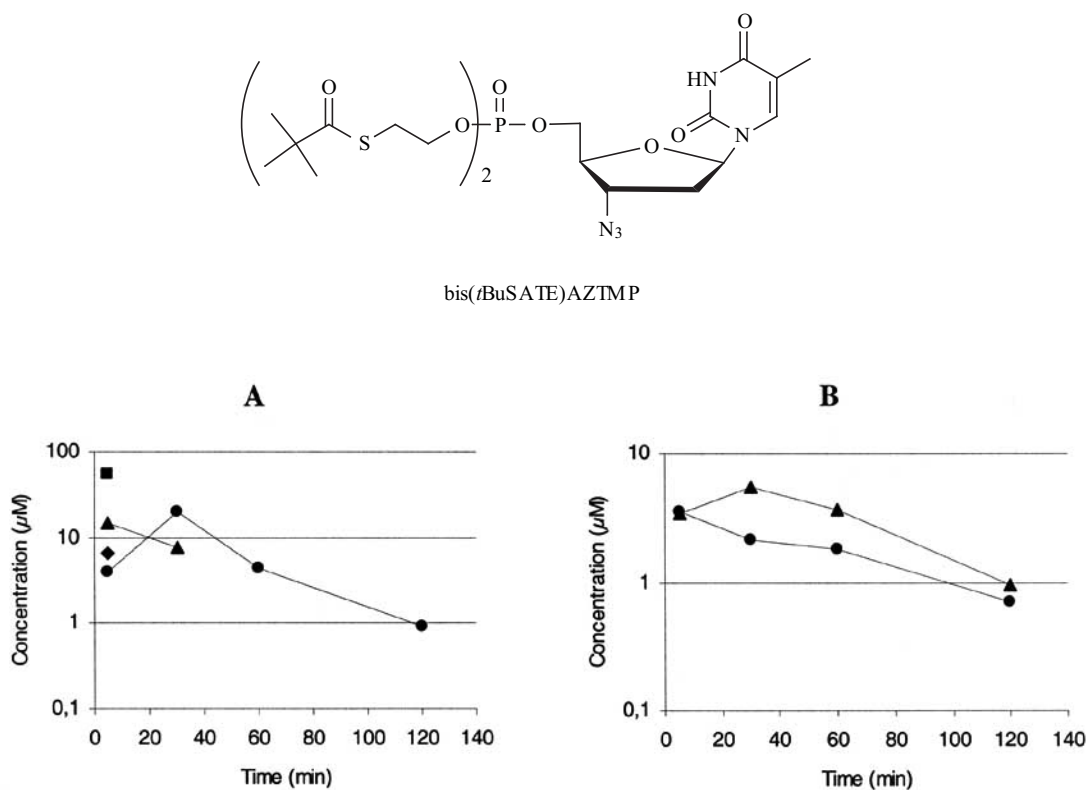 O
O
HN
O
N
O
O
S
O
P
O
O
2
N3
bis(tBuSATE)AZTMP
A
B
Concentration (µM)
100
10
1
0,1
0 20 40 60 80 100 120 140
Time (min)
Concentration (µM)
10
1
0,1
0 20 40 60 80 100 120 140
Time (min)